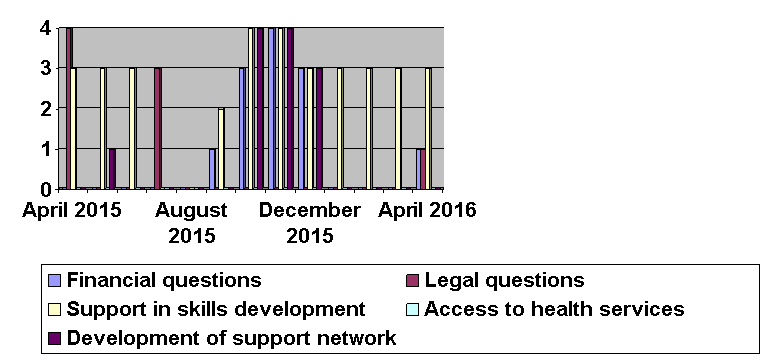 4
3
2
1
0
April 2015 August December April 2016
2015 2015
Financial questions Legal questions
Support in skills development Access to health services
Development of support network